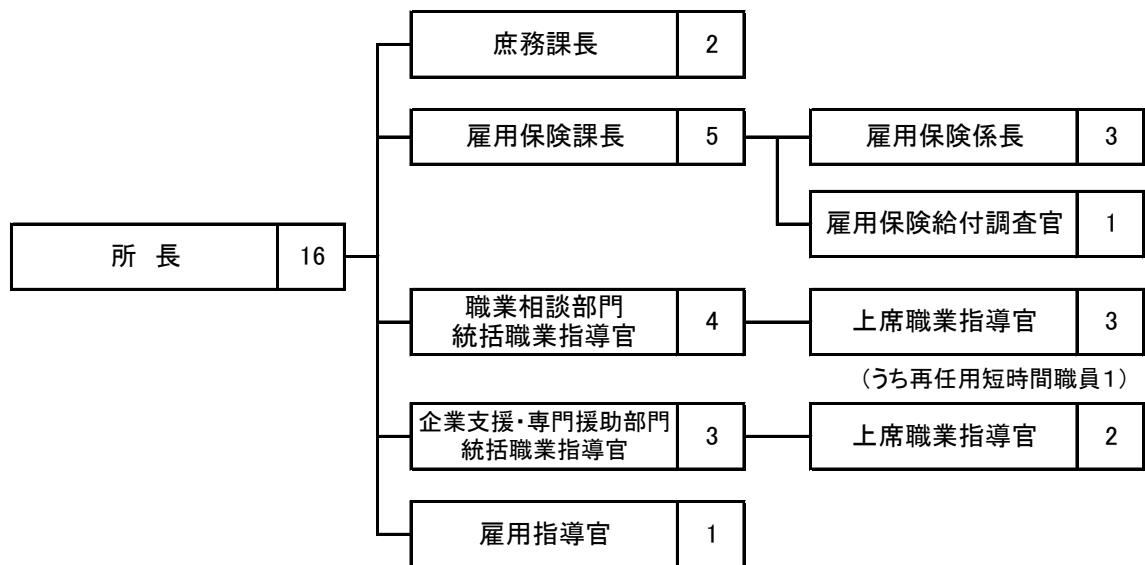 庶務課長 2
雇用保険課長 5
雇用保険係長 3
雇用保険給付調査官 1
所 長 16
職業相談部門
統括職業指導官 4
上席職業指導官 3
(うち再任用短時間職員1)
企業支援・専門援助部門
統括職業指導官 3
上席職業指導官 2
雇用指導官 1